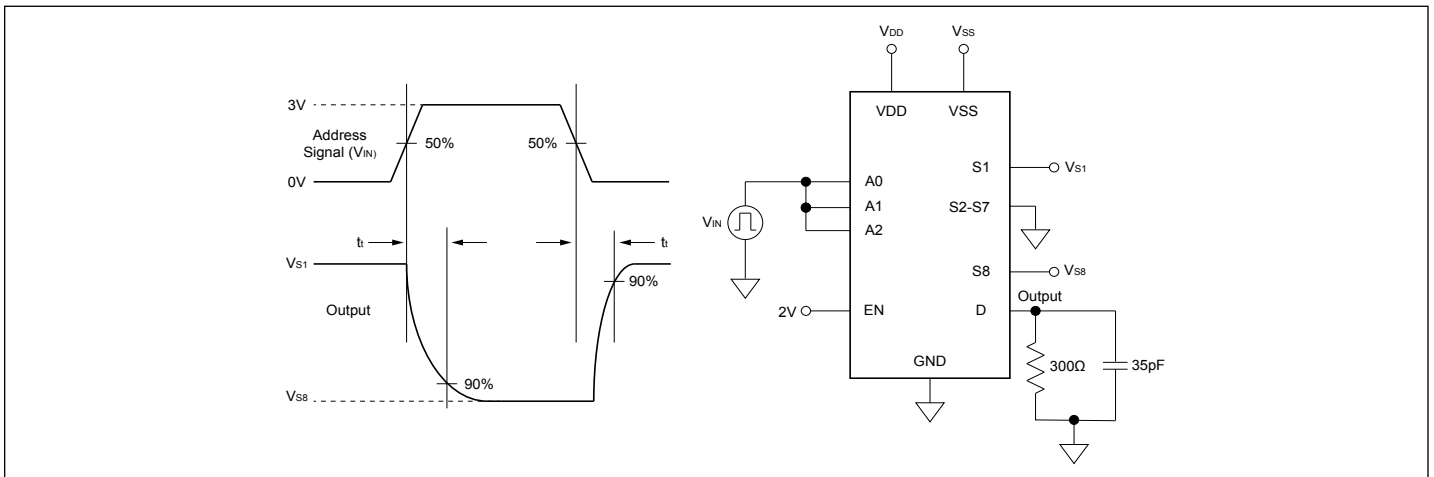 3V
Address
Signal (VIN)
50%
50%
0V
tt
tt
VS1
90%
Output
90%
VS8
VDD
VSS
VDD
VSS
S1
VS1
A0
A1
S2-S7
VIN
A2
S8
VS8
Output
2V
EN
D
GND
300Ω
35pF